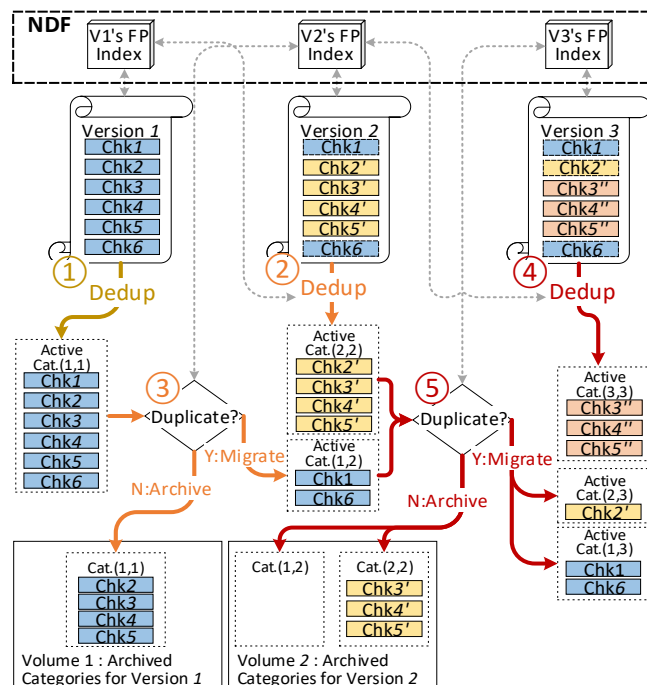 NDF
V1's FP
Index
V2's FP
Index
V3's FP
Index
Version 1
Chk1
Chk2
Chk3
Chk4
Chk5
Chk6
Version 2
Chk1
Chk2'
Chk3'
Chk4'
Chk5'
Chk6
Version 3
Chk1
Chk2'
Chk3''
Chk4''
Chk5''
Chk6
1
Dedup
2
Dedup
4
Dedup
Active
Cat.(1,1)
Chk1
Chk2
Chk3
Chk4
Chk5
Chk6
3
Duplicate?
Y:Migrate
N:Archive
Active
Cat.(2,2)
Chk2'
Chk3'
Chk4'
Chk5'
Active
Cat.(1,2)
Chk1
Chk6
5
Duplicate?
Y:Migrate
N:Archive
Active
Cat.(3,3)
Chk3''
Chk4''
Chk5''
Active
Cat.(2,3)
Chk2'
Active
Cat.(1,3)
Chk1
Chk6
Cat.(1,1)
Chk2
Chk3
Chk4
Chk5
Volume 1 : Archived
Categories for Version 1
Cat.(1,2)
Cat.(2,2)
Chk3'
Chk4'
Chk5'
Volume 2 : Archived
Categories for Version 2